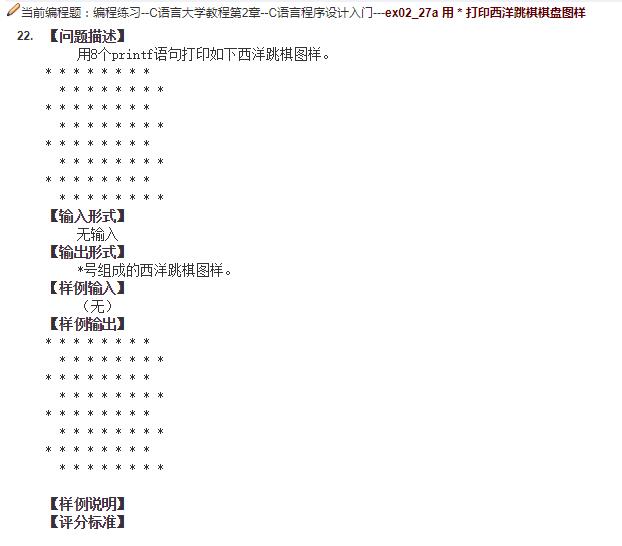 当前编程题：编程练习--C语言大学教程第2章--C语言程序设计入门---ex02_27a 用 * 打印西洋跳棋棋盘图样
22. 【问题描述】
用8个printf语句打印如下西洋跳棋图样。
* * * * * * * *
 * * * * * * * *
* * * * * * * *
 * * * * * * * *
* * * * * * * *
 * * * * * * * *
* * * * * * * *
 * * * * * * * *
【输入形式】
无输入
【输出形式】
*号组成的西洋跳棋图样。
【样例输入】
（无）
【样例输出】
* * * * * * * *
 * * * * * * * *
* * * * * * * *
 * * * * * * * *
* * * * * * * *
 * * * * * * * *
* * * * * * * *
 * * * * * * * *
【样例说明】
【评分标准】